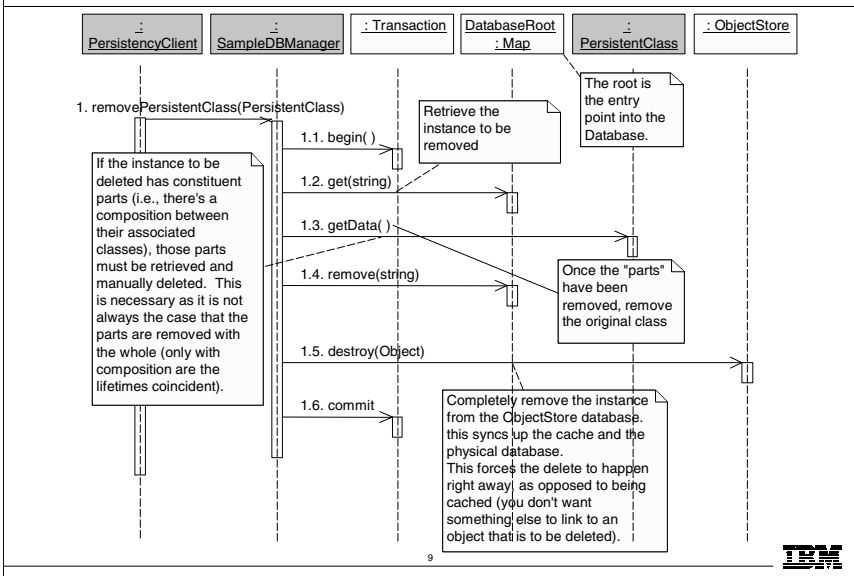 :
PersistencyClient
:
SampleDBManager
: Transaction
DatabaseRoot
: Map
:
PersistentClass
: ObjectStore
The root is
the entry
point into the
Database.
1. removePersistentClass(PersistentClass)
Retrieve the
instance to be
removed
1.1. begin( )
If the instance to be
deleted has constituent
parts (i.e., there's a
composition between
their associated
classes), those parts
must be retrieved and
manually deleted. This
is necessary as it is not
always the case that the
parts are removed with
the whole (only with
composition are the
lifetimes coincident).
1.2. get(string)
1.3. getData( )
Once the "parts"
have been
removed, remove
the original class
1.4. remove(string)
1.5. destroy(Object)
1.6. commit
Completely remove the instance
from the ObjectStore database.
this syncs up the cache and the
physical database.
This forces the delete to happen
right away, as opposed to being
cached (you don't want
something else to link to an
object that is to be deleted).
9
IBM